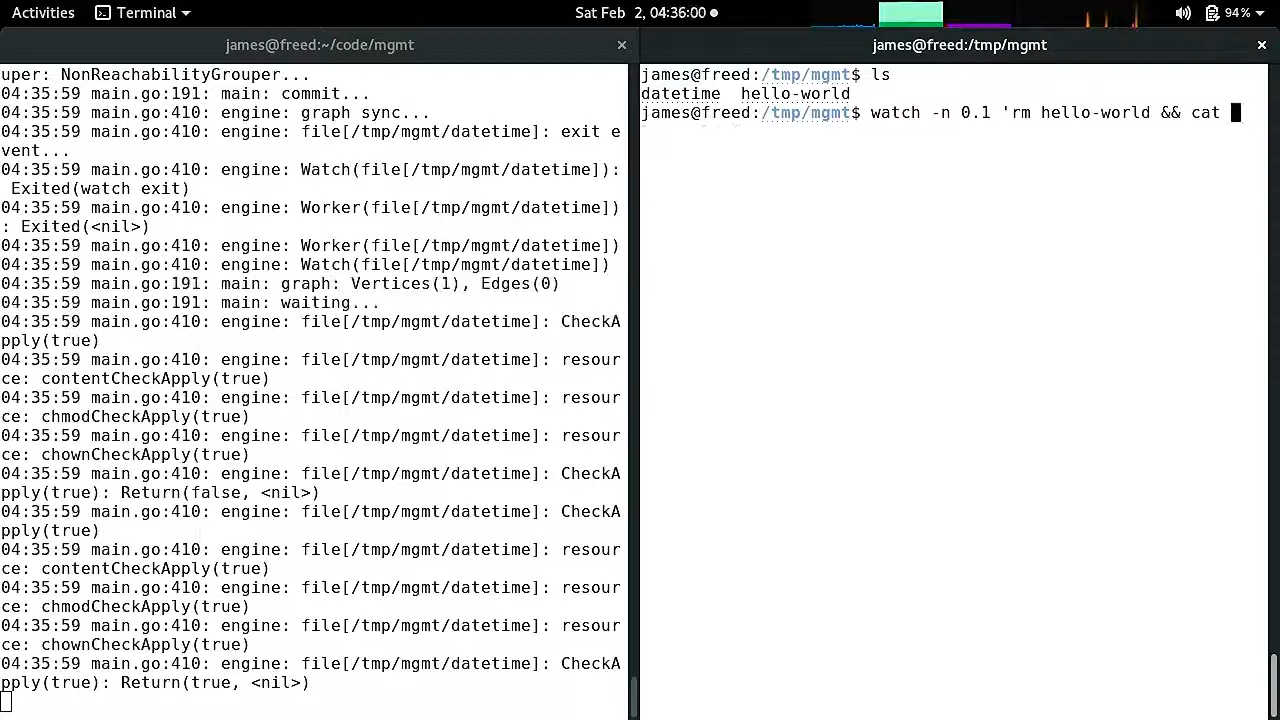 Activities Terminal Sat Feb 2, 04:36:00 94%
james@freed:~/code/mgmt
uper: NonReachabilityGrouper...
04:35:59 main.go:191: main: commit...
04:35:59 main.go:410: engine: graph sync...
04:35:59 main.go:410: engine: file[/tmp/mgmt/datetime]: exit e
vent...
04:35:59 main.go:410: engine: Watch(file[/tmp/mgmt/datetime]):
 Exited(watch exit)
04:35:59 main.go:410: engine: Worker(file[/tmp/mgmt/datetime])
: Exited(<nil>)
04:35:59 main.go:410: engine: Worker(file[/tmp/mgmt/datetime])
04:35:59 main.go:410: engine: Watch(file[/tmp/mgmt/datetime])
04:35:59 main.go:191: main: graph: Vertices(1), Edges(0)
04:35:59 main.go:191: main: waiting...
04:35:59 main.go:410: engine: file[/tmp/mgmt/datetime]: CheckA
pply(true)
04:35:59 main.go:410: engine: file[/tmp/mgmt/datetime]: resour
ce: contentCheckApply(true)
04:35:59 main.go:410: engine: file[/tmp/mgmt/datetime]: resour
ce: chmodCheckApply(true)
04:35:59 main.go:410: engine: file[/tmp/mgmt/datetime]: resour
ce: chownCheckApply(true)
04:35:59 main.go:410: engine: file[/tmp/mgmt/datetime]: CheckA
pply(true): Return(false, <nil>)
04:35:59 main.go:410: engine: file[/tmp/mgmt/datetime]: CheckA
pply(true)
04:35:59 main.go:410: engine: file[/tmp/mgmt/datetime]: resour
ce: contentCheckApply(true)
04:35:59 main.go:410: engine: file[/tmp/mgmt/datetime]: resour
ce: chmodCheckApply(true)
04:35:59 main.go:410: engine: file[/tmp/mgmt/datetime]: resour
ce: chownCheckApply(true)
04:35:59 main.go:410: engine: file[/tmp/mgmt/datetime]: CheckA
pply(true): Return(true, <nil>)
james@freed:/tmp/mgmt
james@freed:/tmp/mgmt$ ls
datetime  hello-world
james@freed:/tmp/mgmt$ watch -n 0.1 'rm hello-world && cat